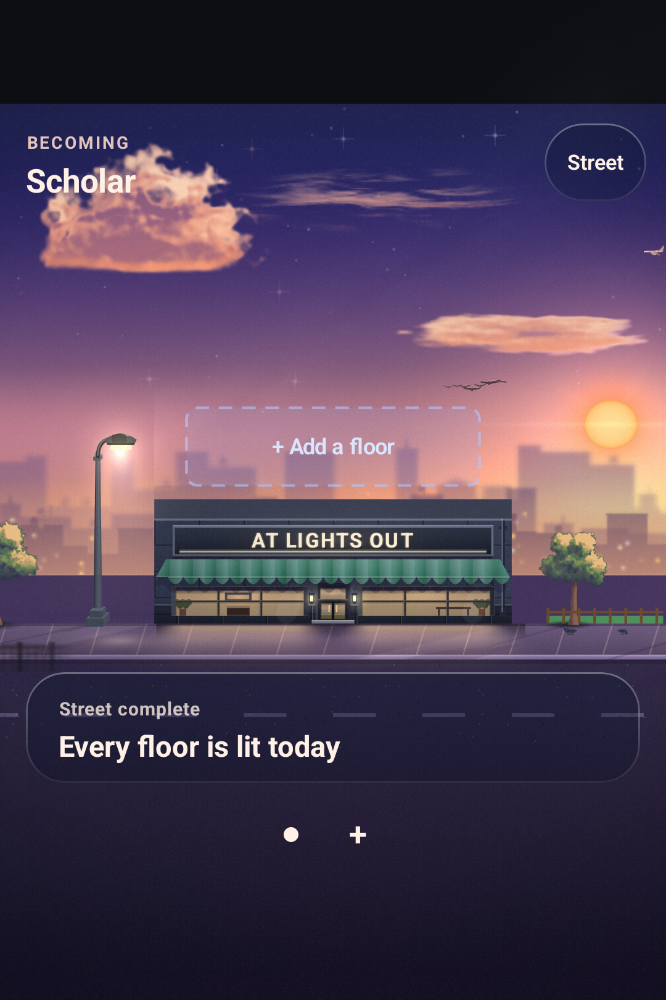 BECOMING
Scholar
Street
+ Add a floor
AT LIGHTS OUT
Street complete
Every floor is lit today
+